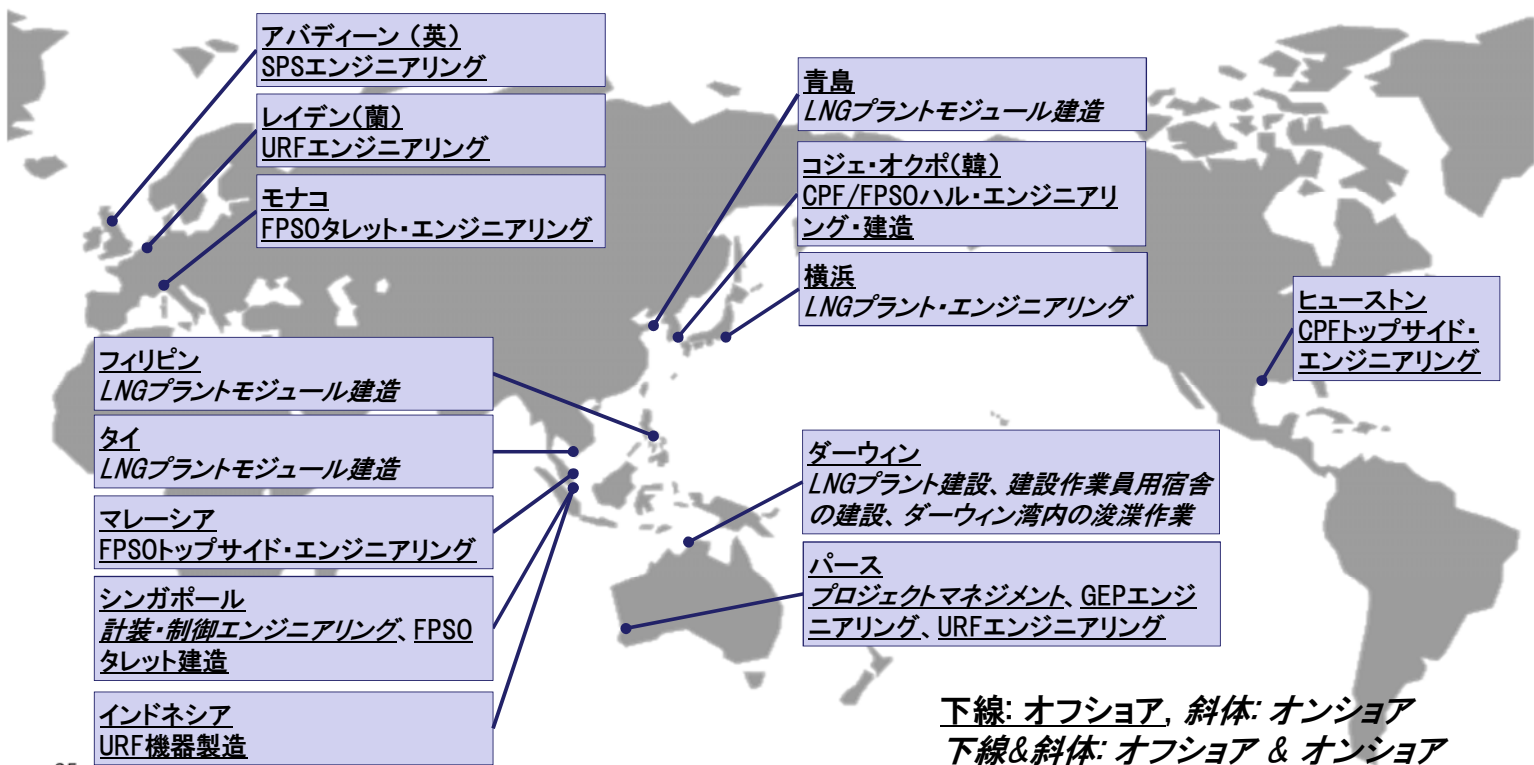 アバディーン (英)
SPSエンジニアリング
レイデン(蘭)
URFエンジニアリング
モナコ
FPSOタレット・エンジニアリング
青島
LNGプラントモジュール建造
コジェ・オクポ(韓)
CPF/FPSOハル・エンジニアリ
ング・建造
横浜
LNGプラント・エンジニアリング
ヒューストン
CPFトップサイド・
エンジニアリング
フィリピン
LNGプラントモジュール建造
タイ
LNGプラントモジュール建造
マレーシア
FPSOトップサイド・エンジニアリング
シンガポール
計装・制御エンジニアリング、FPSO
タレット建造
インドネシア
URF機器製造
ダーウィン
LNGプラント建設、建設作業員用宿舎
の建設、ダーウィン湾内の浚渫作業
パース
プロジェクトマネジメント、GEPエンジ
ニアリング、URFエンジニアリング
下線: オフショア, 斜体: オンショア
下線&斜体: オフショア & オンショア